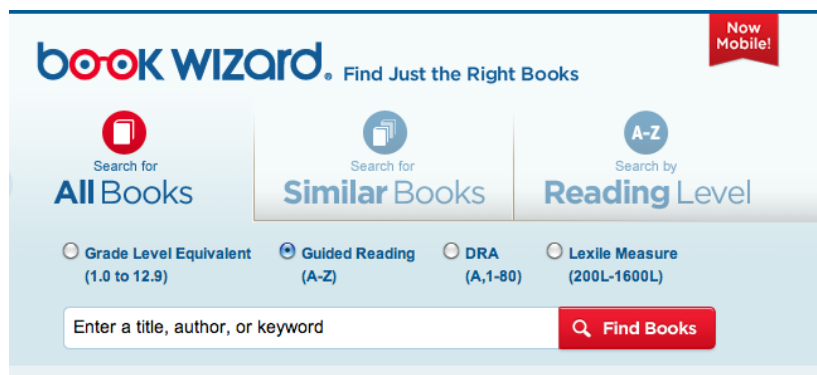 Now
Mobile!
book wizard® Find Just the Right Books
Search for
All Books
Search for
Similar Books
A-Z
Search by
Reading Level
Grade Level Equivalent
(1.0 to 12.9)
Guided Reading
(A-Z)
DRA
(A,1-80)
Lexile Measure
(200L-1600L)
Enter a title, author, or keyword
Find Books